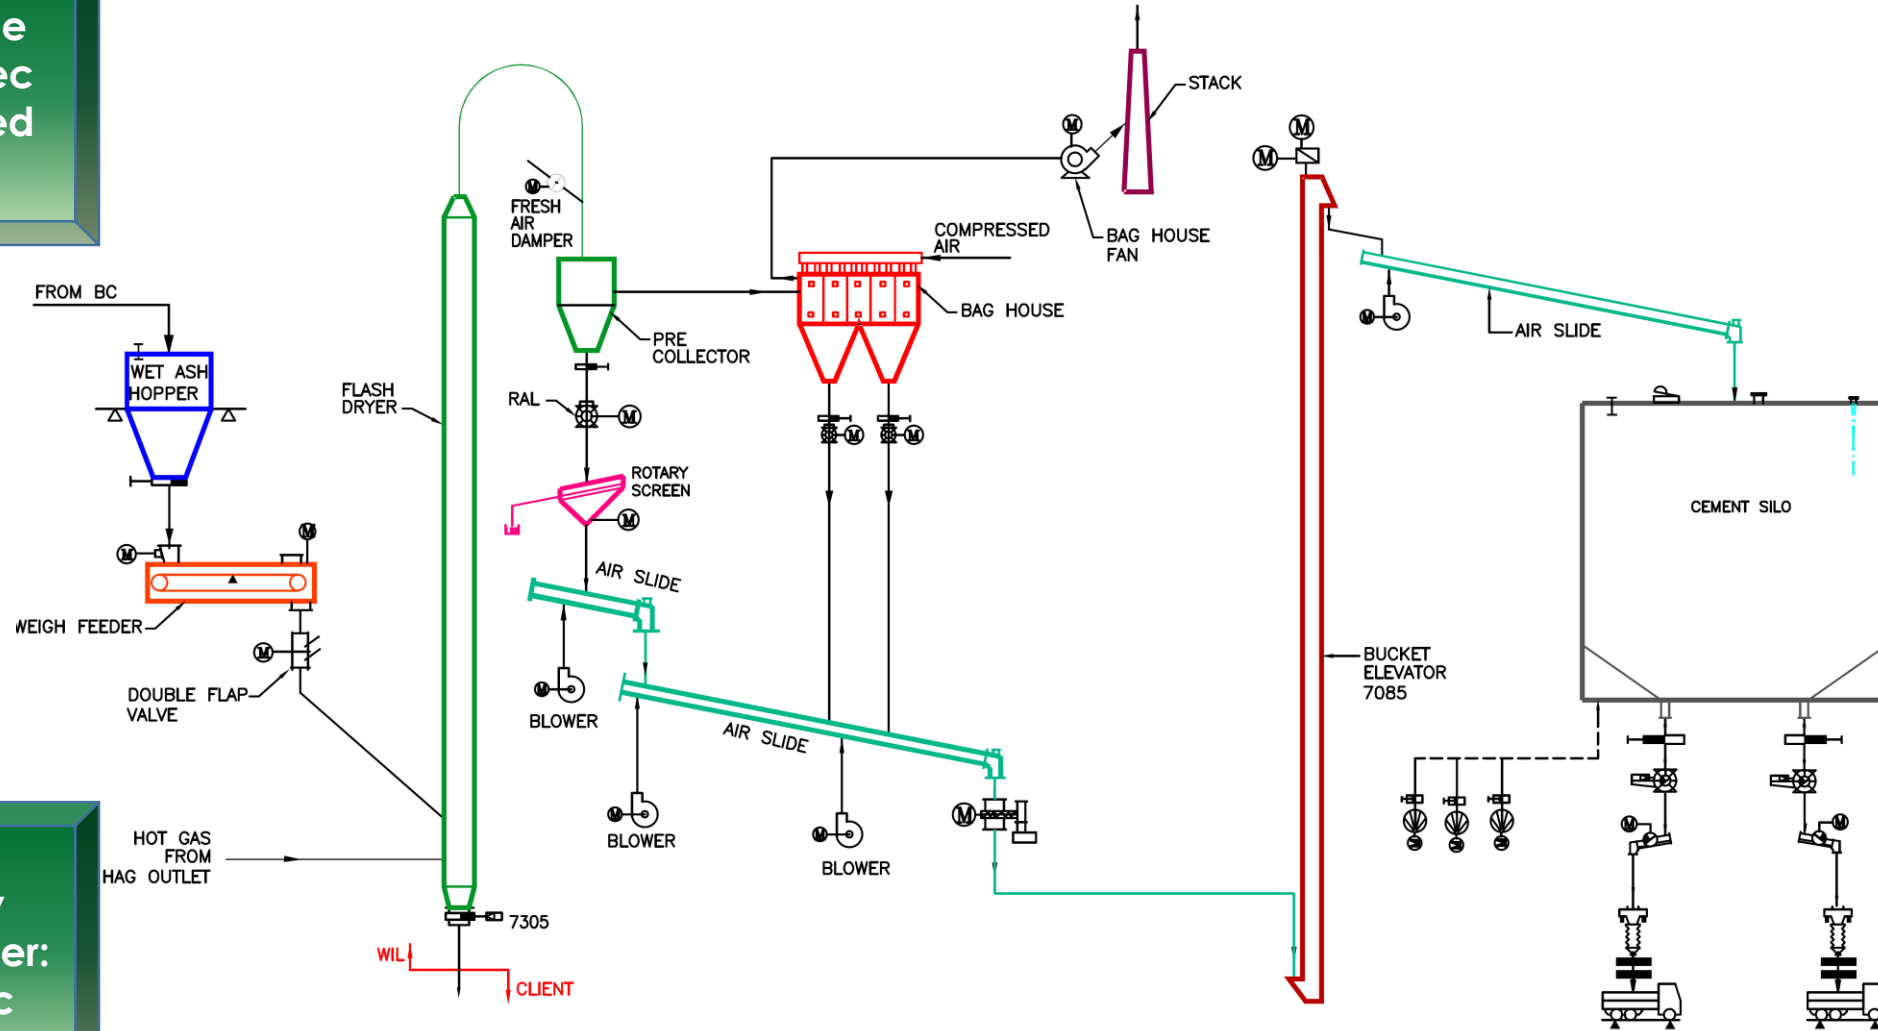 e
ec
ed
STACK
M
M
M
M
FRESH
AIR
DAMPER
COMPRESSED
AIR
BAG HOUSE
FAN
FROM BC
BAG HOUSE
M
AIR SLIDE
PRE
COLLECTOR
WET ASH
HOPPER
FLASH
DRYER
RAL
M
M
M
ROTARY
SCREEN
M
CEMENT SILO
M
M
AIR SLIDE
WEIGH FEEDER
M
BUCKET
ELEVATOR
7085
DOUBLE FLAP
VALVE
M
BLOWER
AIR SLIDE
M
BLOWER
M
BLOWER
M
M
M
M
M
M
HOT GAS
FROM
HAG OUTLET
7305
er:
c
WIL
CLIENT